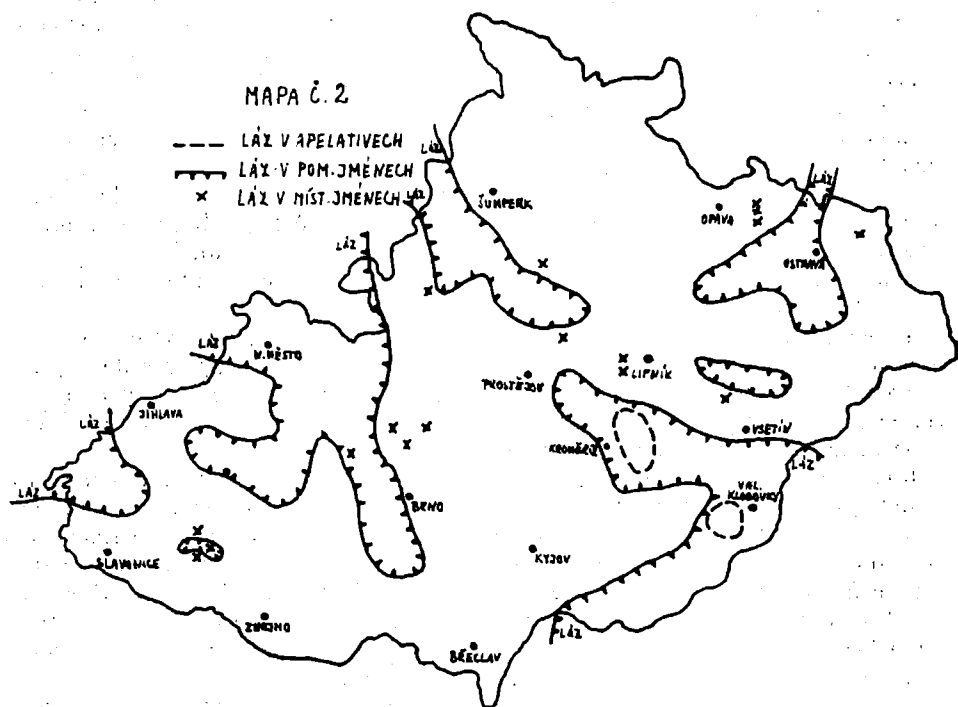 MAPA Č. 2
LÁZ V APELATIVECH
LÁZ V POM. JMÉNECH
LÁZ V MÍST. JMÉNECH
LÁZ
LÁZ
ŠUMPERK
OPAVA
LÁZ
LÁZ
OSTRAVA
LÁZ
N. MĚSTO
PROSTĚJOV
LIPNÍK
JIHLAVA
LÁZ
VSETÍN
KROMĚŘÍŽ
LÁZ
LÁZ
BRNO
VAL.
KLOBOUKY
SLAVONICE
KYJOV
ZNOJMO
LÁZ
BŘECLAV